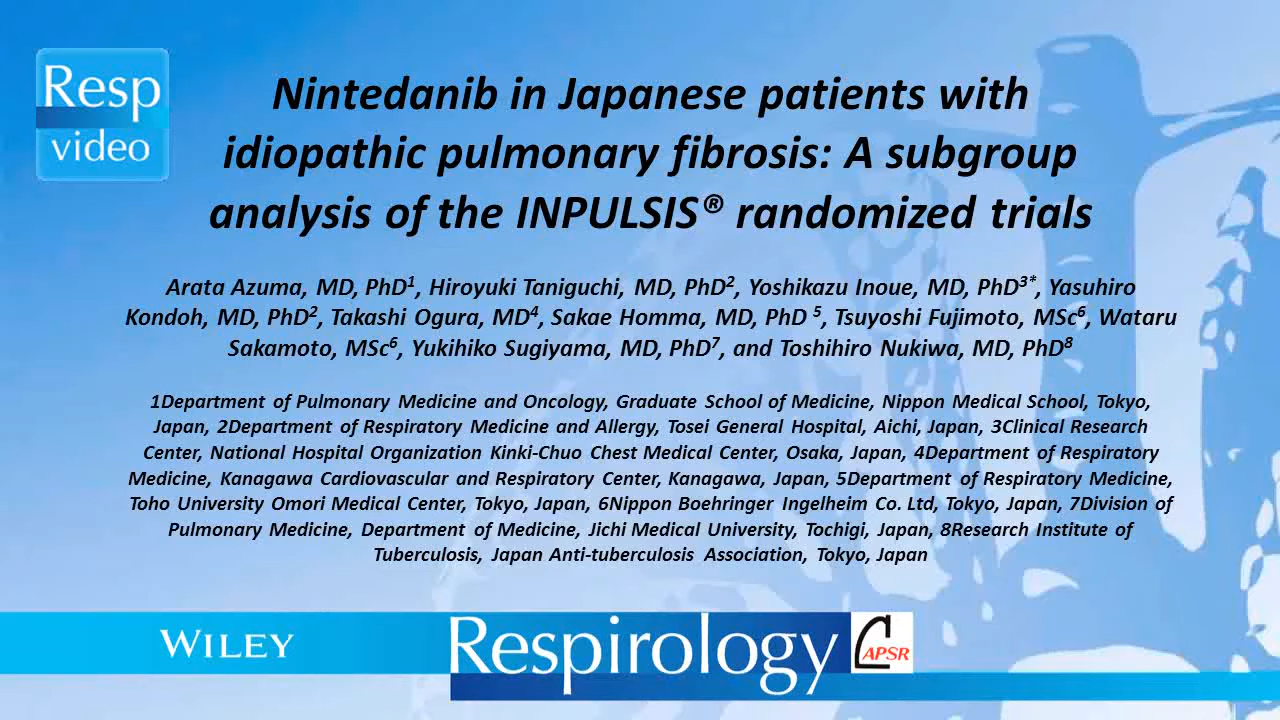 Resp
video
Nintedanib in Japanese patients with
idiopathic pulmonary fibrosis: A subgroup
analysis of the INPULSIS® randomized trials
Arata Azuma, MD, PhD1, Hiroyuki Taniguchi, MD, PhD2, Yoshikazu Inoue, MD, PhD3*, Yasuhiro
Kondoh, MD, PhD2, Takashi Ogura, MD4, Sakae Homma, MD, PhD 5, Tsuyoshi Fujimoto, MSc6, Wataru
Sakamoto, MSc6, Yukihiko Sugiyama, MD, PhD7, and Toshihiro Nukiwa, MD, PhD8
1Department of Pulmonary Medicine and Oncology, Graduate School of Medicine, Nippon Medical School, Tokyo,
Japan, 2Department of Respiratory Medicine and Allergy, Tosei General Hospital, Aichi, Japan, 3Clinical Research
Center, National Hospital Organization Kinki-Chuo Chest Medical Center, Osaka, Japan, 4Department of Respiratory
Medicine, Kanagawa Cardiovascular and Respiratory Center, Kanagawa, Japan, 5Department of Respiratory Medicine,
Toho University Omori Medical Center, Tokyo, Japan, 6Nippon Boehringer Ingelheim Co. Ltd, Tokyo, Japan, 7Division of
Pulmonary Medicine, Department of Medicine, Jichi Medical University, Tochigi, Japan, 8Research Institute of
Tuberculosis, Japan Anti-tuberculosis Association, Tokyo, Japan
WILEY
Respirology
APSR